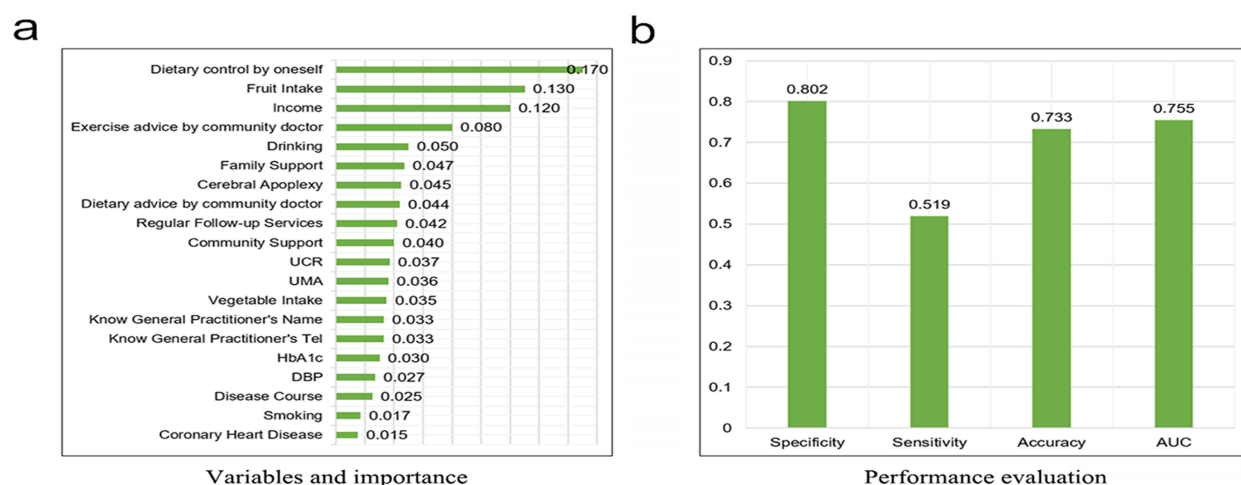 a
Dietary control by oneself 0.170
Fruit Intake 0.130
Income 0.120
Exercise advice by community doctor 0.080
Drinking 0.050
Family Support 0.047
Cerebral Apoplexy 0.045
Dietary advice by community doctor 0.044
Regular Follow-up Services 0.042
Community Support 0.040
UCR 0.037
UMA 0.036
Vegetable Intake 0.035
Know General Practitioner's Name 0.033
Know General Practitioner's Tel 0.033
HbA1c 0.030
DBP 0.027
Disease Course 0.025
Smoking 0.017
Coronary Heart Disease 0.015
Variables and importance
b
0.9
0.8
0.7
0.6
0.5
0.4
0.3
0.2
0.1
0
0.802
0.519
0.733
0.755
Specificity Sensitivity Accuracy AUC
Performance evaluation